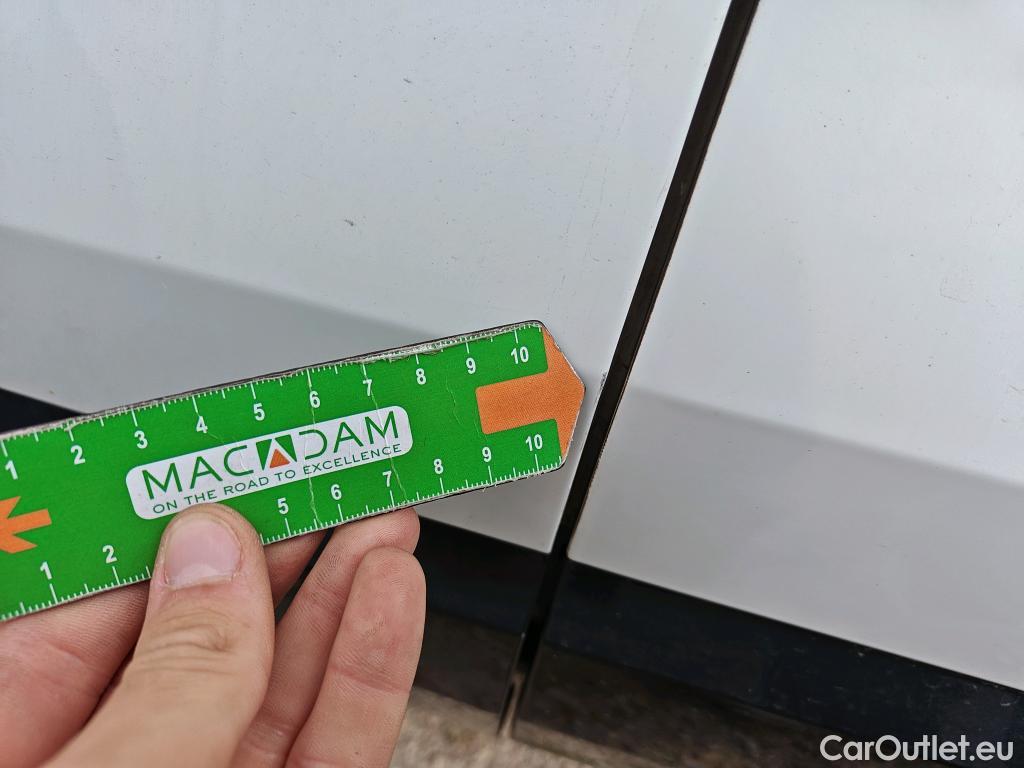 1 2 3 4 5 6 7 8 9 10
MACADAM
ON THE ROAD TO EXCELLENCE
1 2 5 6 7 8 9 10
CarOutlet.eu